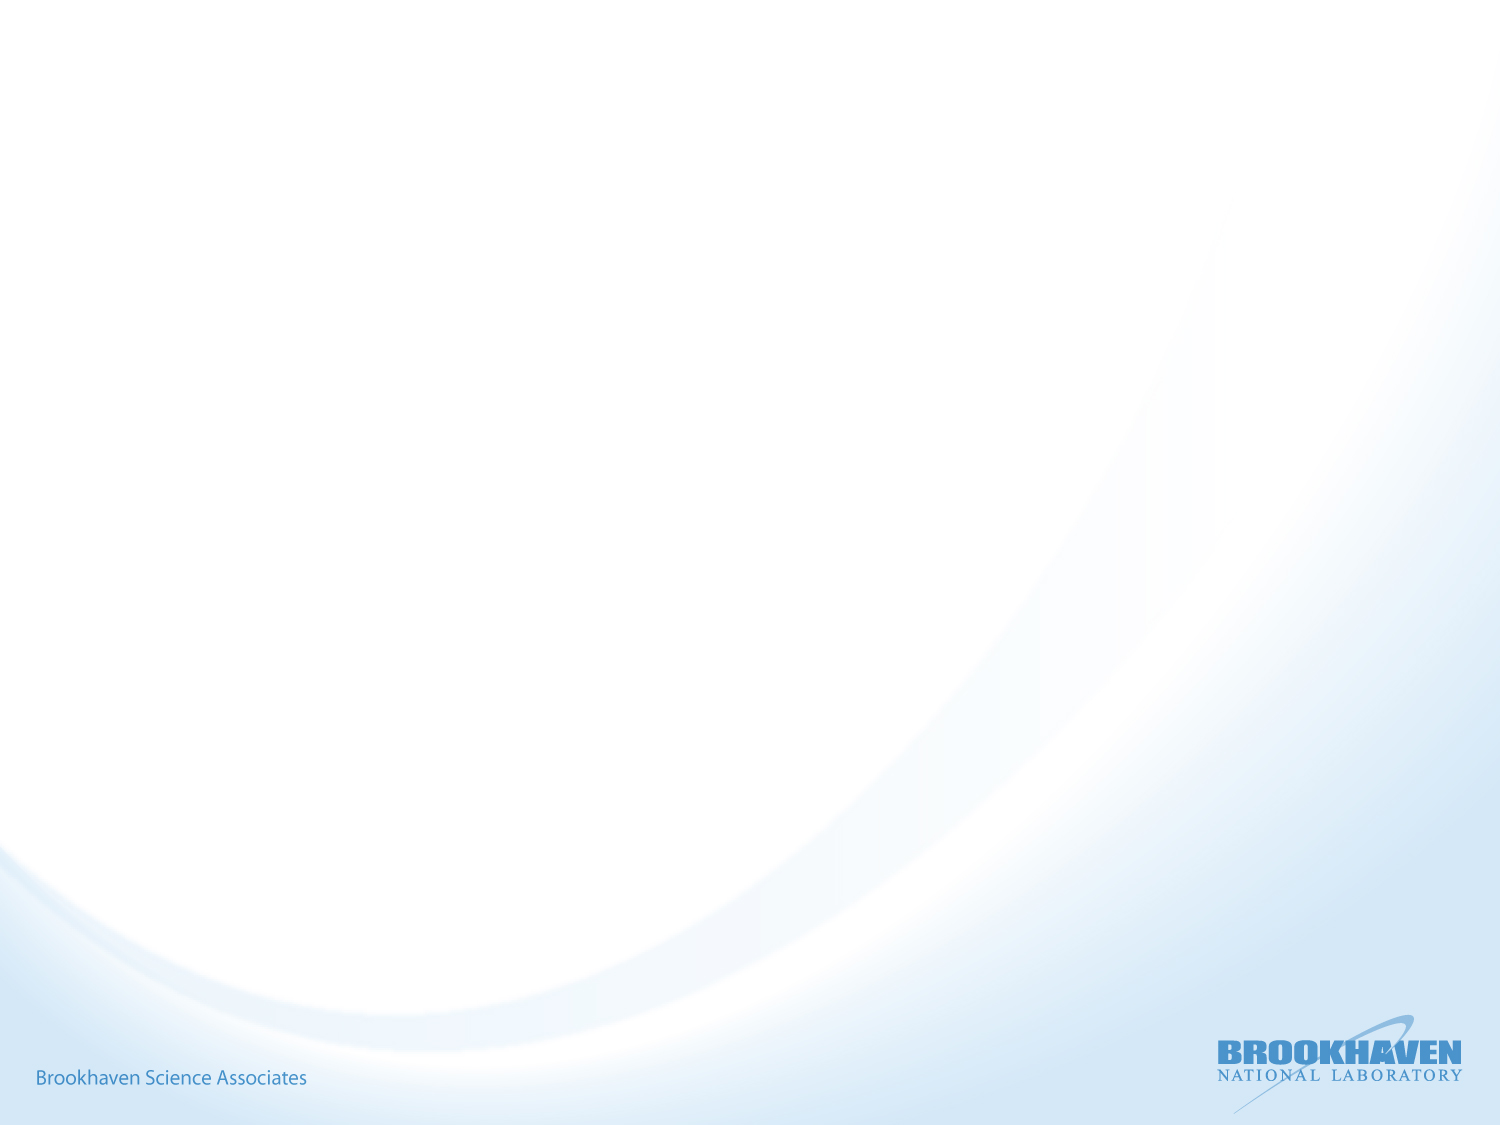 Brookhaven Science Associates
BROOKHAVEN
NATIONAL LABORATORY